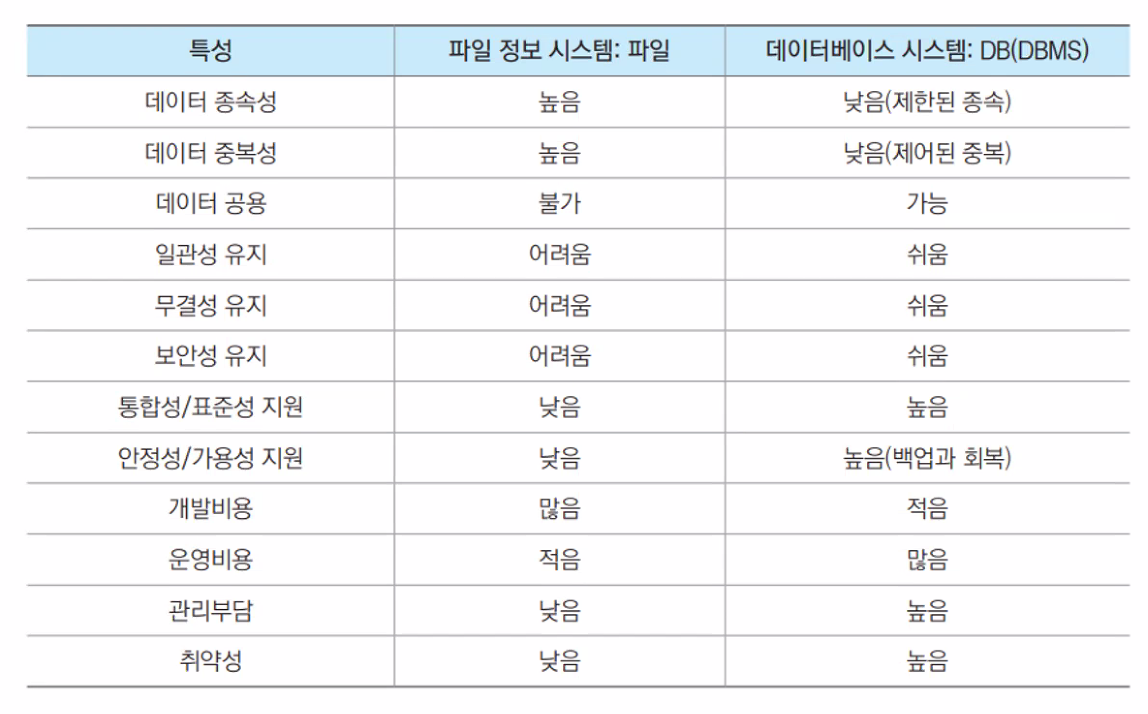 특성 파일 정보 시스템: 파일 데이터베이스 시스템: DB(DBMS)
데이터 종속성 높음 낮음(제한된 종속)
데이터 중복성 높음 낮음(제어된 중복)
데이터 공용 불가 가능
일관성 유지 어려움 쉬움
무결성 유지 어려움 쉬움
보안성 유지 어려움 쉬움
통합성/표준성 지원 낮음 높음
안정성/가용성 지원 낮음 높음(백업과 회복)
개발비용 많음 적음
운영비용 적음 많음
관리부담 낮음 높음
취약성 낮음 높음